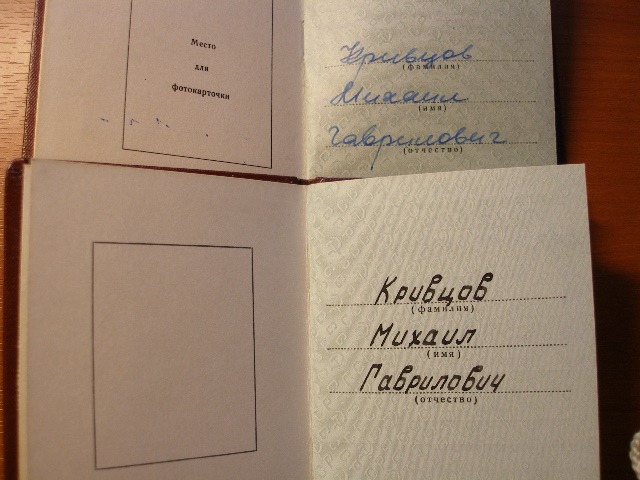 Место
для
фотокарточки
Кривцов
(фамилия)
Михаил
(имя)
Гаврилович
(отчество)
Кривцов
(фамилия)
Михаил
(имя)
Гаврилович
(отчество)